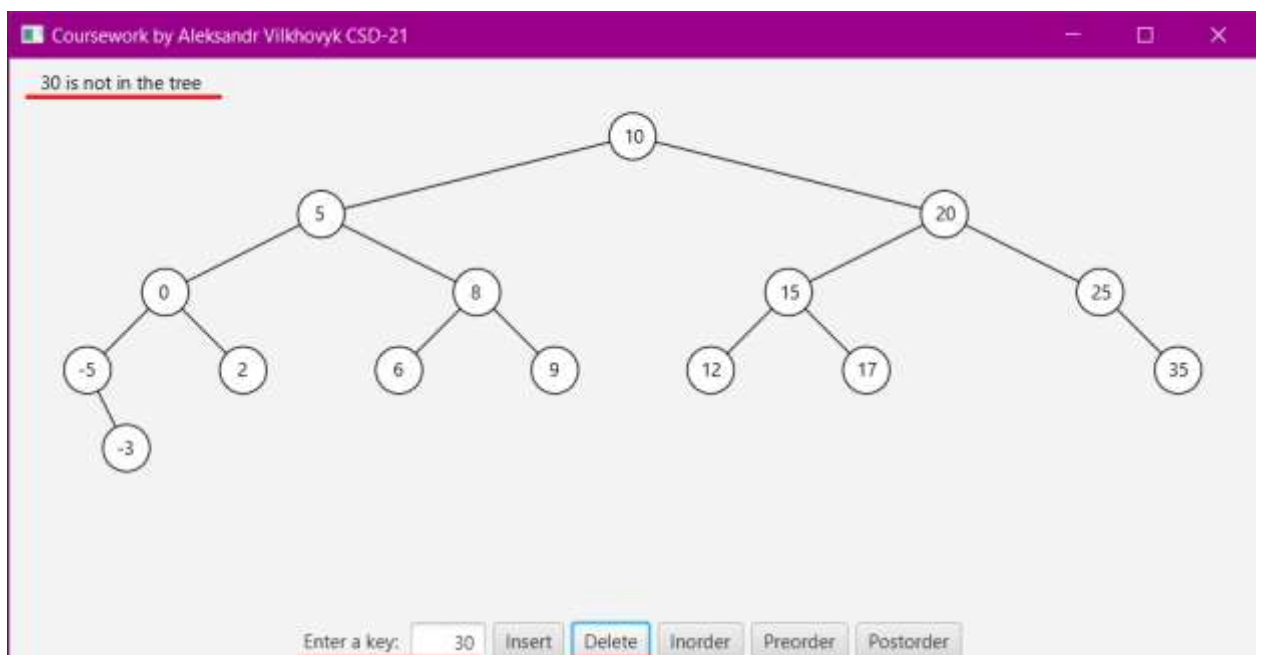 Coursework by Aleksandr Vilkhovyk CSD-21
30 is not in the tree
10
5 20
0 8 15 25
-5 2 6 9 12 17 35
-3
Enter a key: 30 Insert Delete Inorder Preorder Postorder